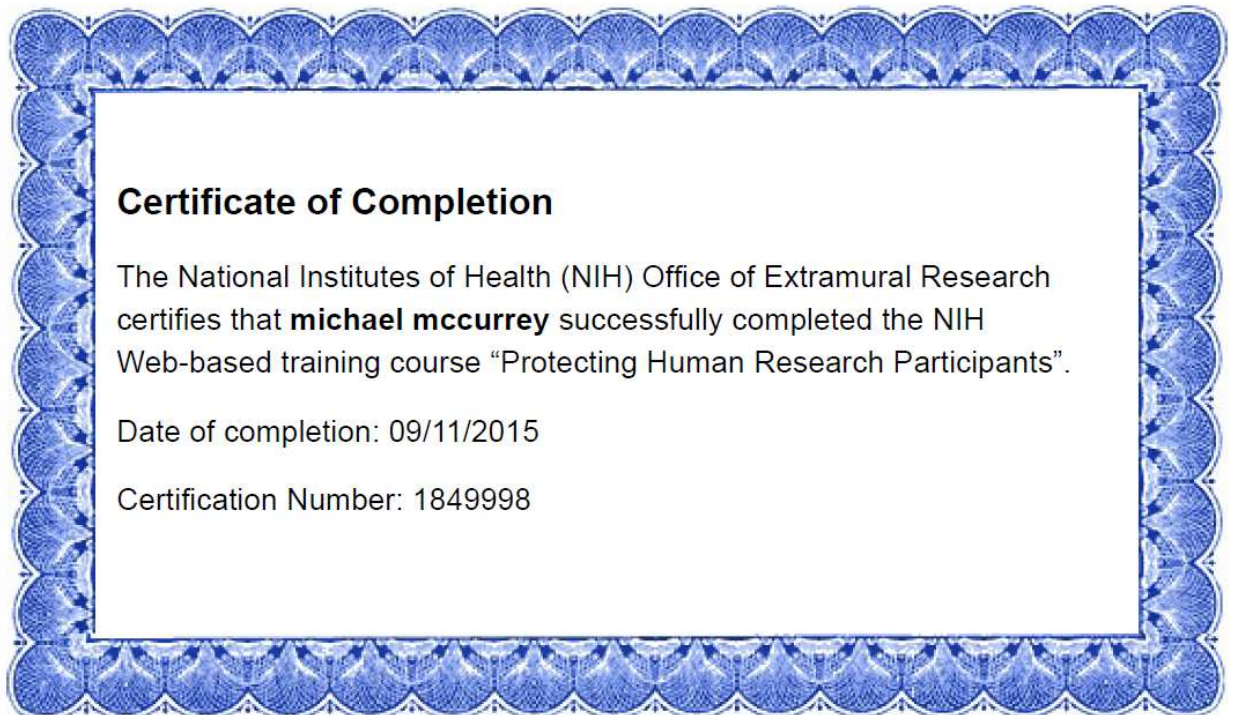 Certificate of Completion
The National Institutes of Health (NIH) Office of Extramural Research
certifies that michael mccurrey successfully completed the NIH
Web-based training course “Protecting Human Research Participants”.
Date of completion: 09/11/2015
Certification Number: 1849998